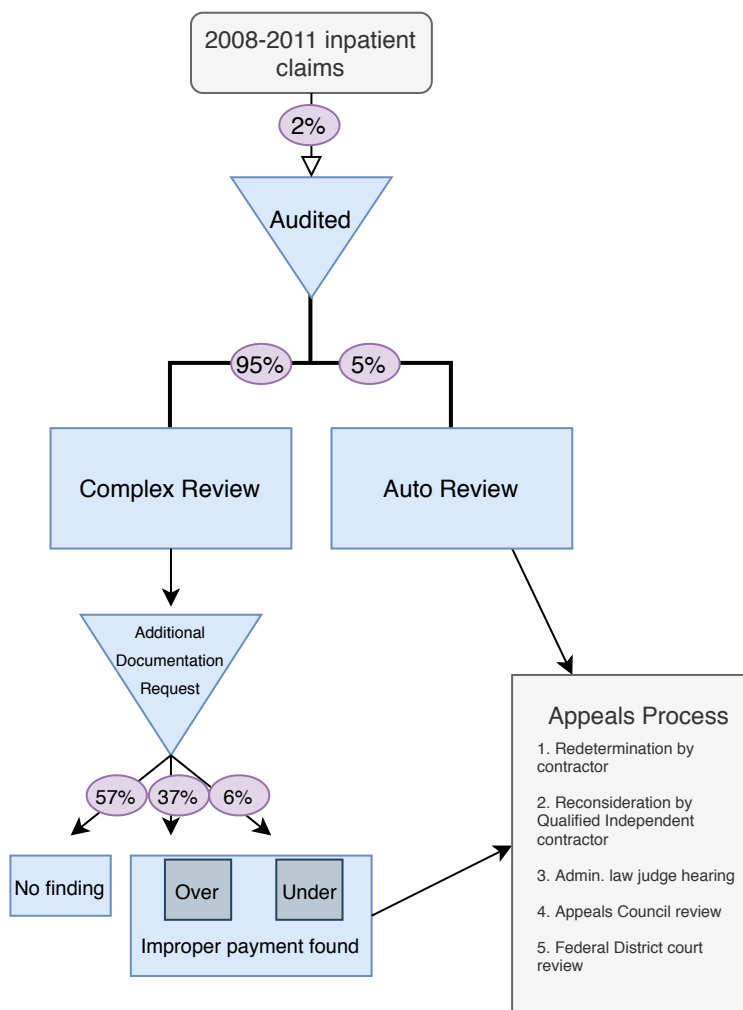 2008-2011 inpatient
claims
2%
Audited
95%
5%
Complex Review
Auto Review
Additional
Documentation
Request
57%
37%
6%
No finding
Over
Under
Improper payment found
Appeals Process
1. Redetermination by
contractor
2. Reconsideration by
Qualified Independent
contractor
3. Admin. law judge hearing
4. Appeals Council review
5. Federal District court
review